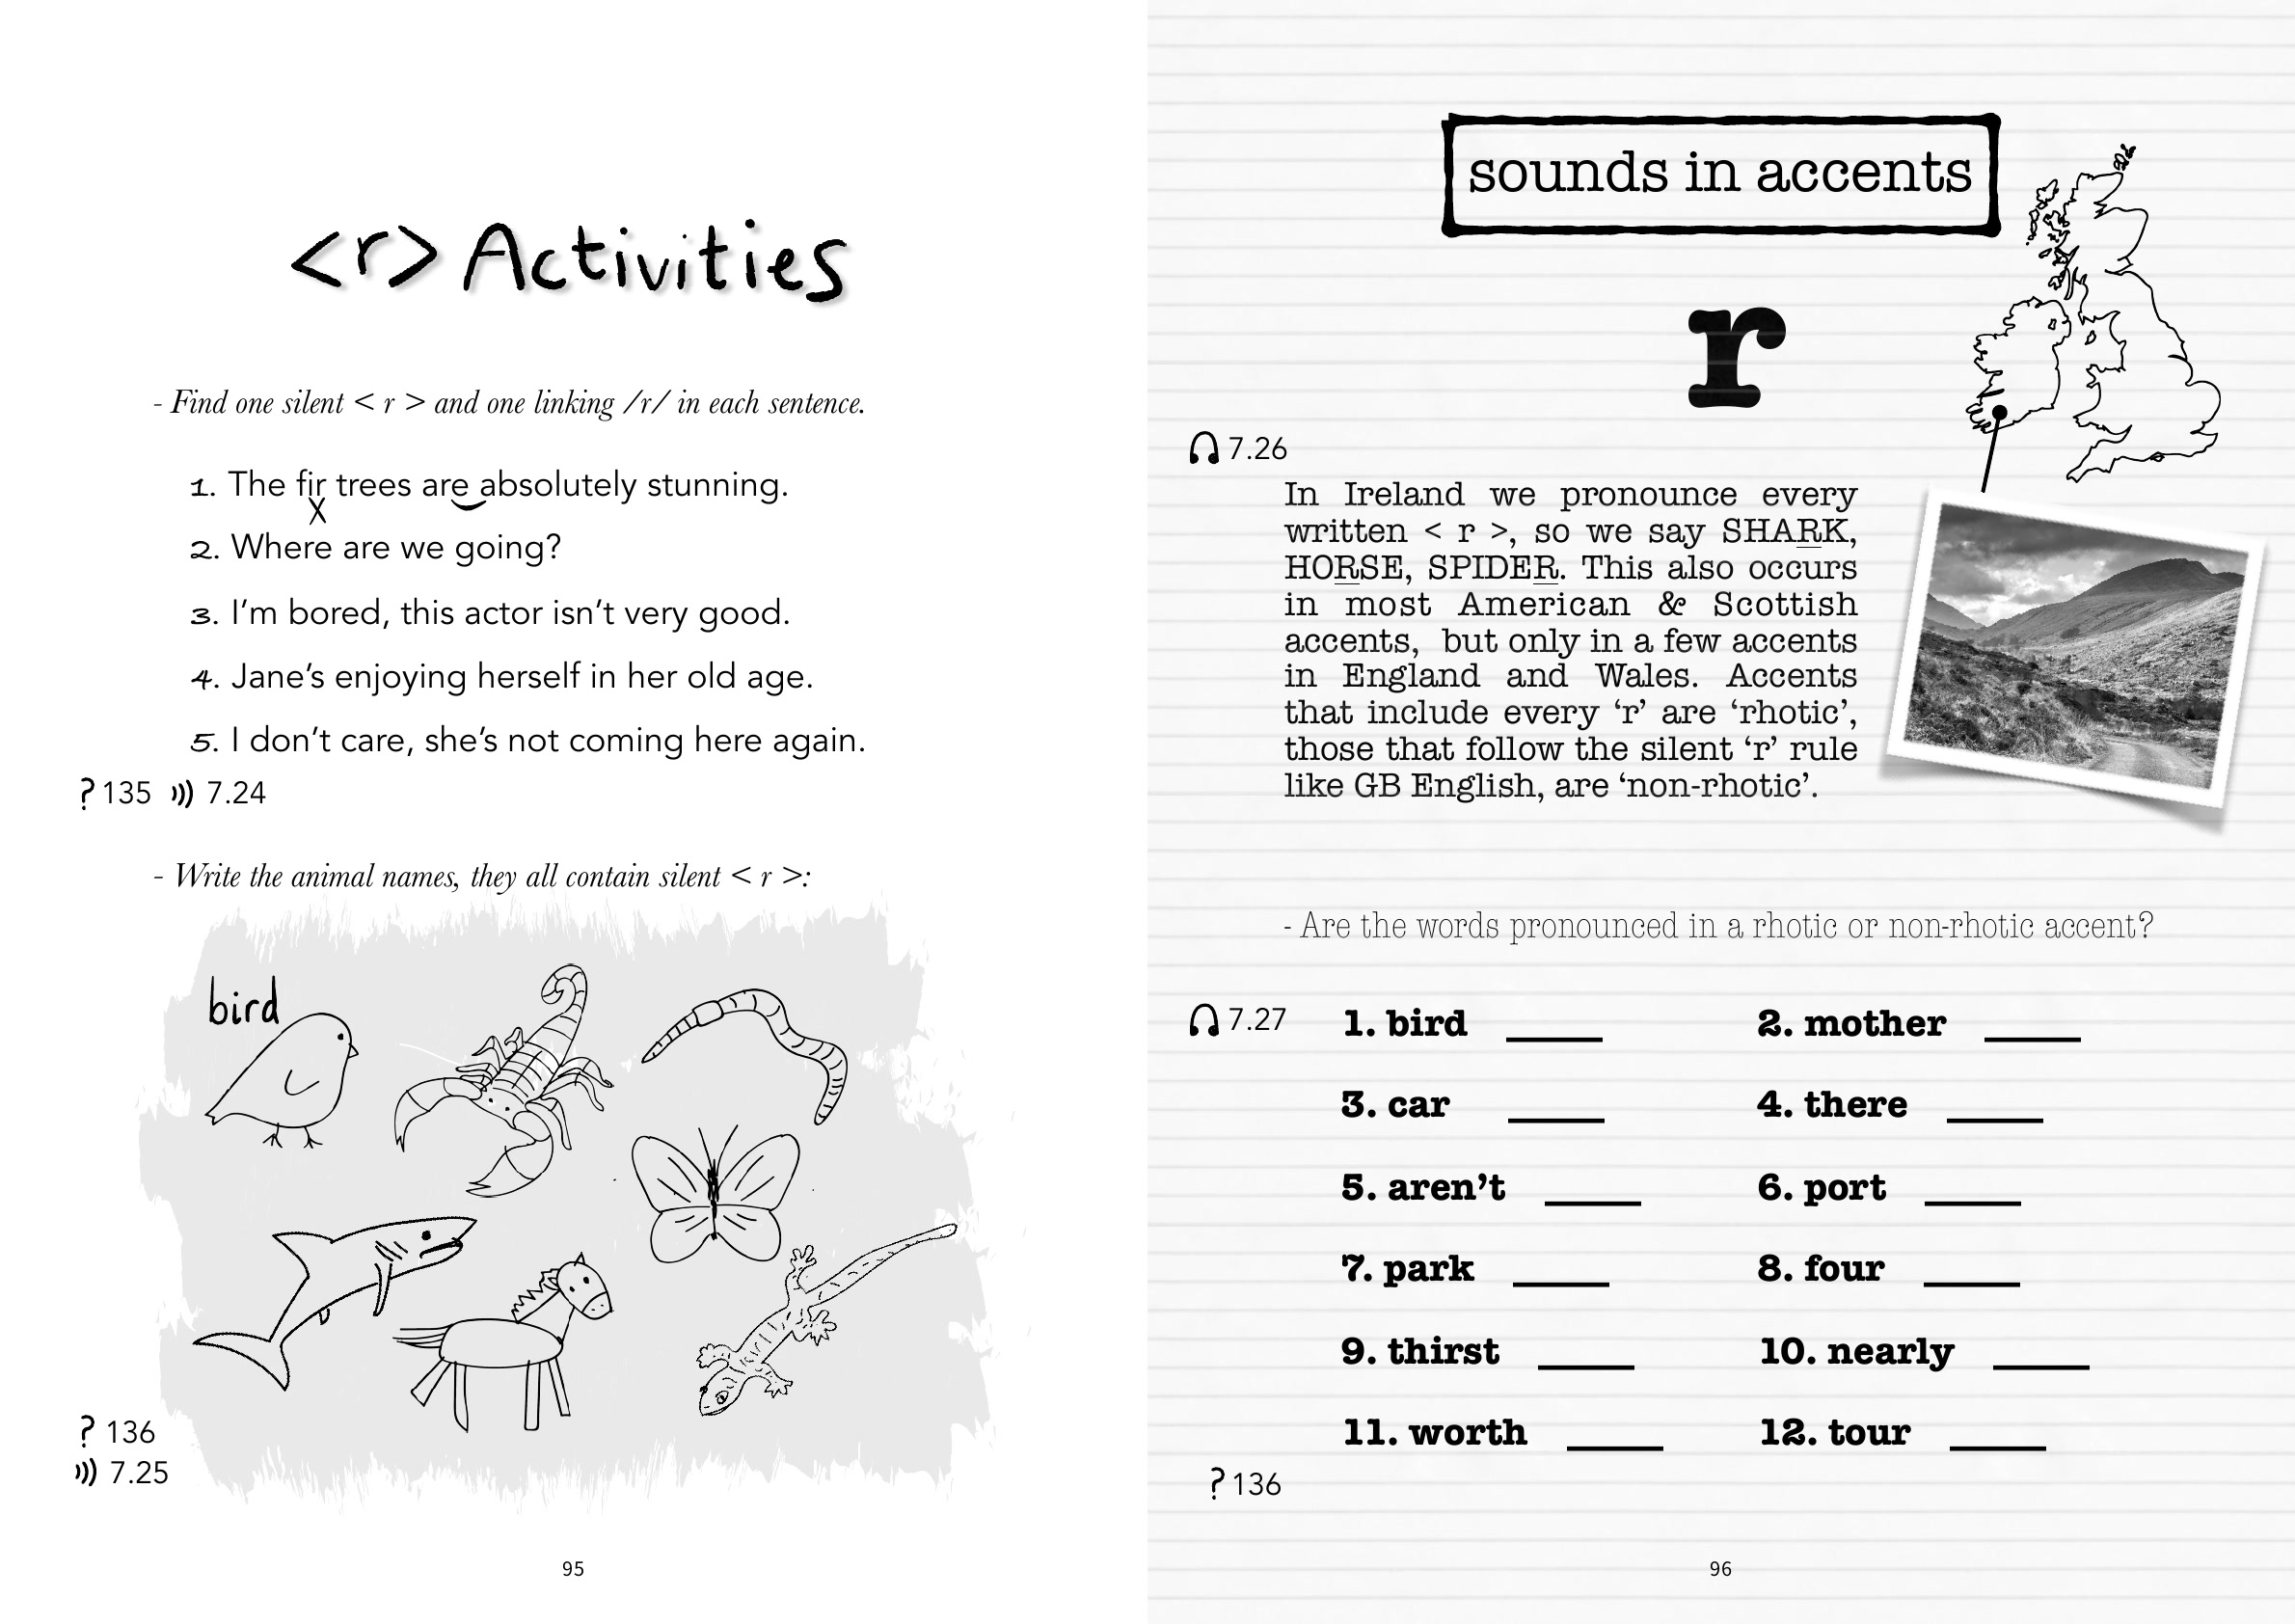 <r> Activities
- Find one silent < r > and one linking /r/ in each sentence.
1. The fir trees are absolutely stunning.
X
2. Where are we going?
3. I'm bored, this actor isn't very good.
4. Jane's enjoying herself in her old age.
5. I don't care, she's not coming here again.
? 135 ))) 7.24
- Write the animal names, they all contain silent < r >:
bird
? 136
))) 7.25
95
sounds in accents
r
7.26
In Ireland we pronounce every
written < r >, so we say SHARK,
HORSE, SPIDER. This also occurs
in most American & Scottish
accents, but only in a few accents
in England and Wales. Accents
that include every 'r' are 'rhotic',
those that follow the silent 'r' rule
like GB English, are 'non-rhotic'.
- Are the words pronounced in a rhotic or non-rhotic accent?
7.27
1. bird ____ 2. mother ____
3. car ____ 4. there ____
5. aren't ____ 6. port ____
7. park ____ 8. four ____
9. thirst ____ 10. nearly ____
11. worth ____ 12. tour ____
? 136
96